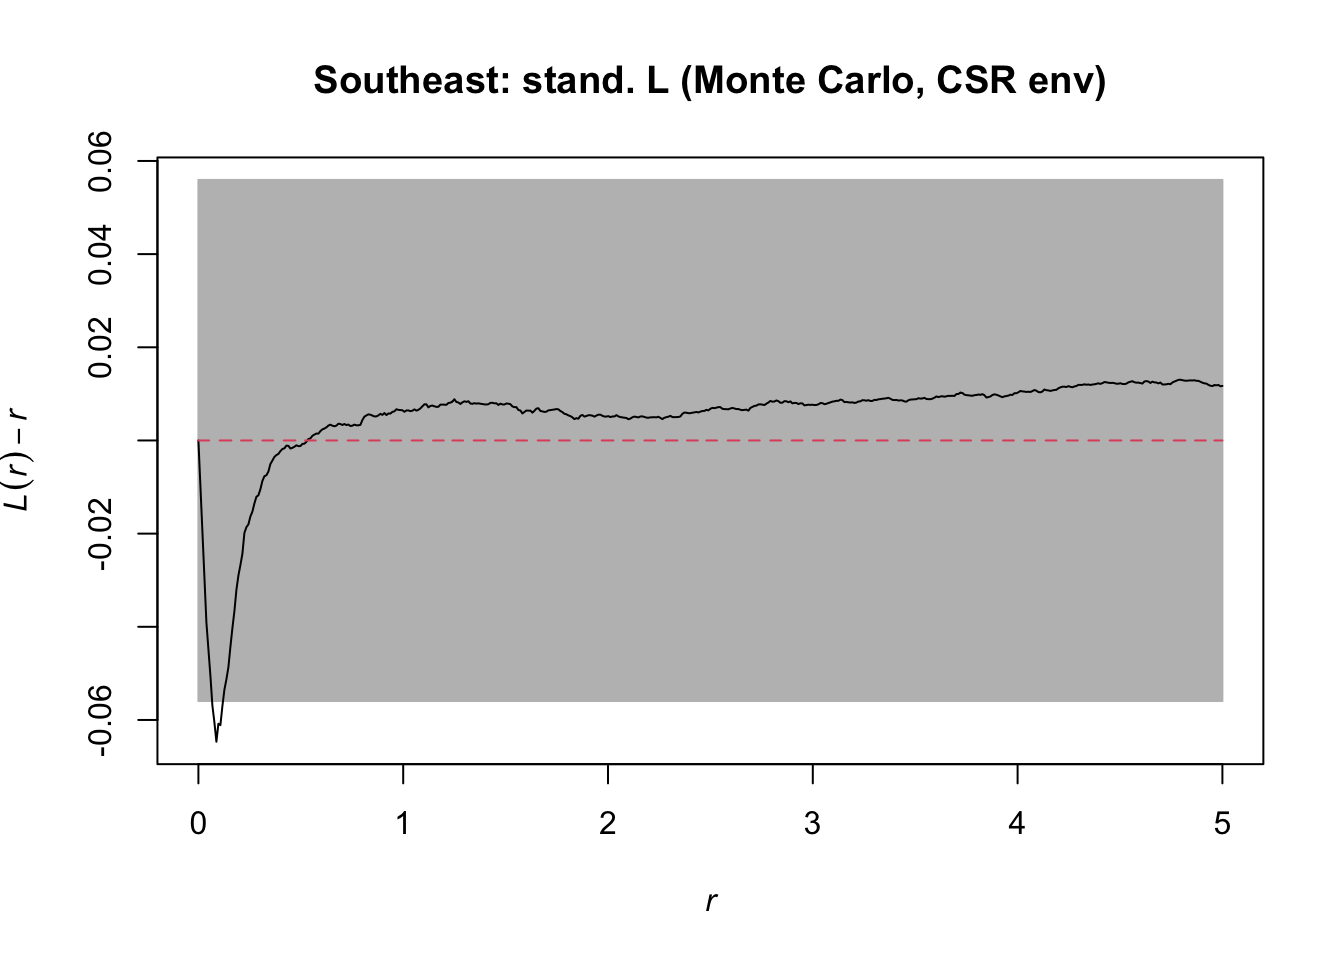 Southeast: stand. L (Monte Carlo, CSR env)
0.06
0.04
0.02
-0.02
-0.06
L(r) − r
0 1 2 3 4 5
r